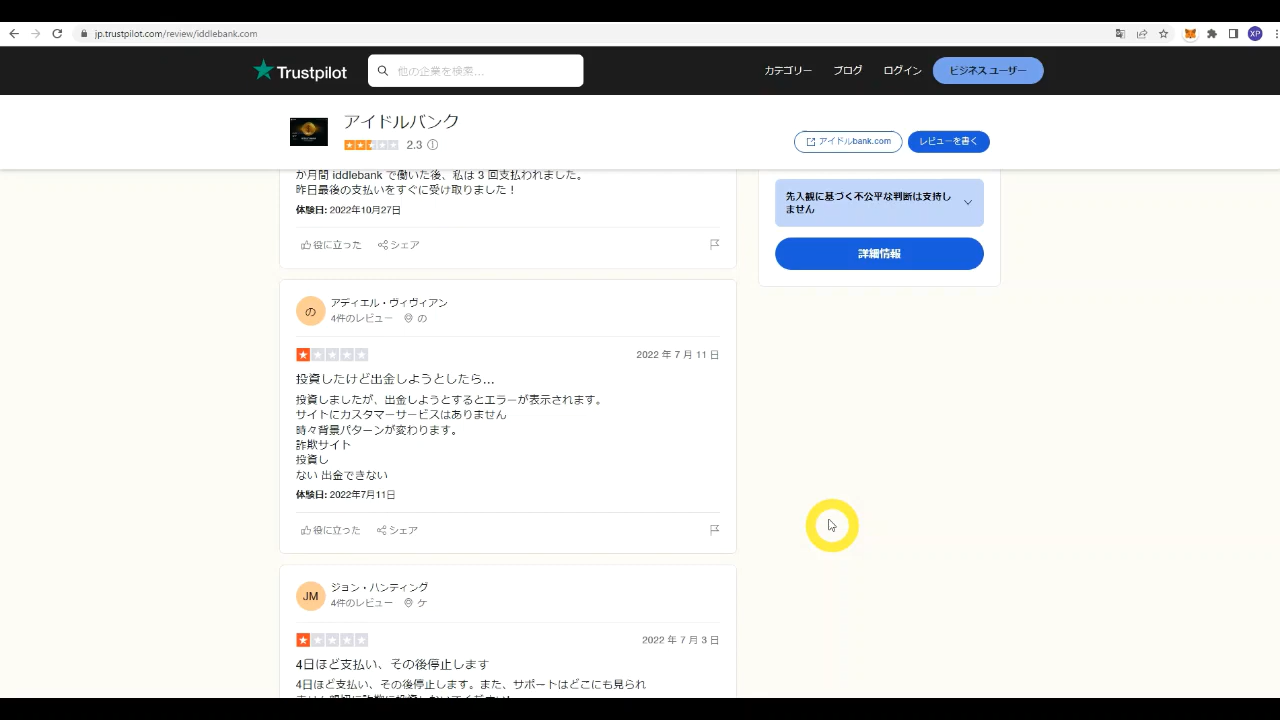 jp.trustpilot.com/review/iddlebank.com
XP
Trustpilot
他の企業を検索...
カテゴリー
ブログ
ログイン
ビジネス ユーザー
アイドルバンク
2.3
アイドルbank.com
レビューを書く
か月間 iddlebank で働いた後、私は 3 回支払われました。
昨日最後の支払いをすぐに受け取りました！
体験日: 2022年10月27日
役に立った
シェア
先入観に基づく不公平な判断は支持し
ません
詳細情報
の
アディエル・ヴィヴィアン
4件のレビュー
の
2022 年 7 月 11 日
投資したけど出金しようとしたら...
投資しましたが、出金しようとするとエラーが表示されます。
サイトにカスタマーサービスはありません
時々背景パターンが変わります。
詐欺サイト
投資し
ない 出金できない
体験日: 2022年7月11日
役に立った
シェア
JM
ジョン・ハンティング
4件のレビュー
ケ
2022 年 7 月 3 日
4日ほど支払い、その後停止します
4日ほど支払い、その後停止します。また、サポートはどこにも見られ